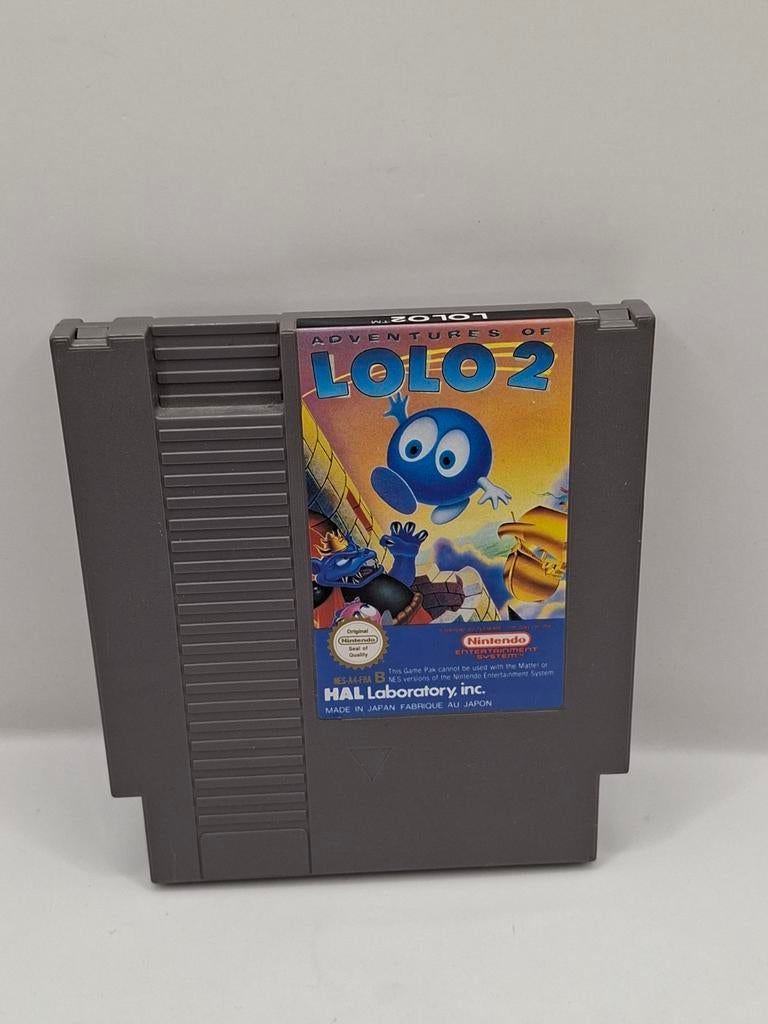 LOLO2™
ADVENTURES OF
LOLO 2
Original
Nintendo
Seal of
Quality
Nintendo
ENTERTAINMENT
SYSTEM™
NES-A4-FRA B
This Game Pak cannot be used with the Mattel or
NES versions of the Nintendo Entertainment System
HAL Laboratory, inc.
MADE IN JAPAN FABRIQUE AU JAPON